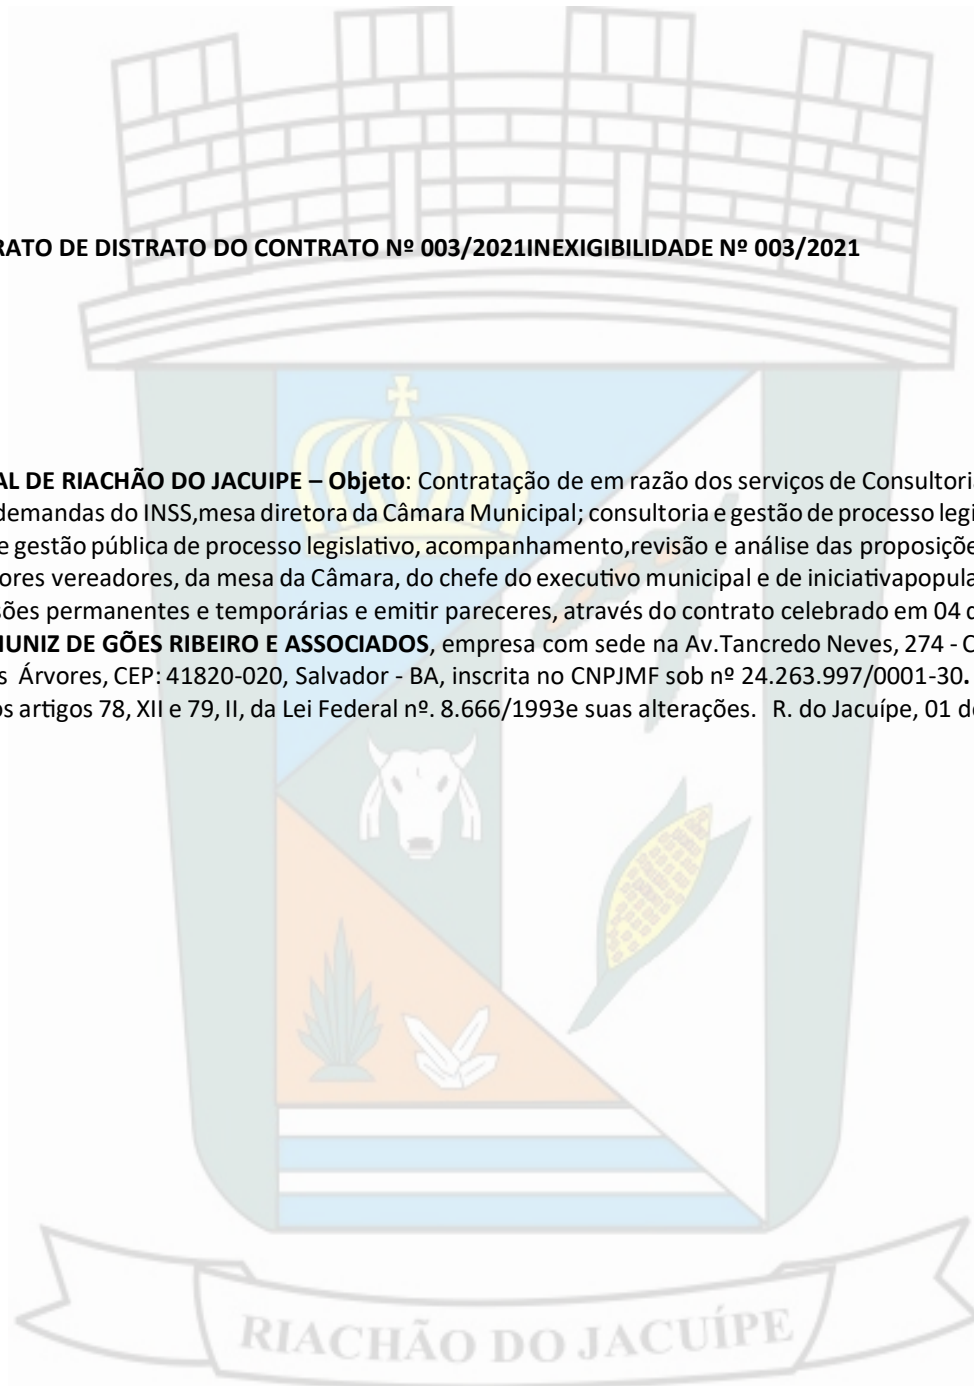 RATO DE DISTRATO DO CONTRATO Nº 003/2021INEXIGIBILIDADE Nº 003/2021
AL DE RIACHÃO DO JACUIPE – Objeto: Contratação de em razão dos serviços de Consultoria
demandas do INSS,mesa diretora da Câmara Municipal; consultoria e gestão de processo legi
e gestão pública de processo legislativo, acompanhamento,revisão e análise das proposiçõe
ores vereadores, da mesa da Câmara, do chefe do executivo municipal e de iniciativapopula
sões permanentes e temporárias e emitir pareceres, através do contrato celebrado em 04 d
MUNIZ DE GÕES RIBEIRO E ASSOCIADOS, empresa com sede na Av.Tancredo Neves, 274 - C
s Árvores, CEP: 41820-020, Salvador - BA, inscrita no CNPJMF sob nº 24.263.997/0001-30.
os artigos 78, XII e 79, II, da Lei Federal nº. 8.666/1993e suas alterações. R. do Jacuípe, 01 de
RIACHÃO DO JACUÍPE